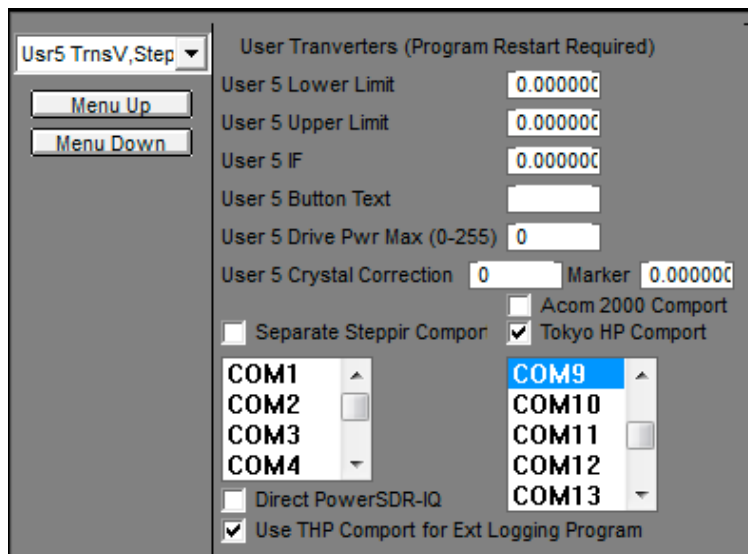 Usr5 TrnsV,Step
Menu Up
Menu Down
User Tranverters (Program Restart Required)
User 5 Lower Limit 0.000000
User 5 Upper Limit 0.000000
User 5 IF 0.000000
User 5 Button Text
User 5 Drive Pwr Max (0-255) 0
User 5 Crystal Correction 0 Marker 0.000000
Acom 2000 Comport
Separate Steppir Comport Tokyo HP Comport
COM1
COM2
COM3
COM4
COM9
COM10
COM11
COM12
COM13
Direct PowerSDR-IQ
Use THP Comport for Ext Logging Program